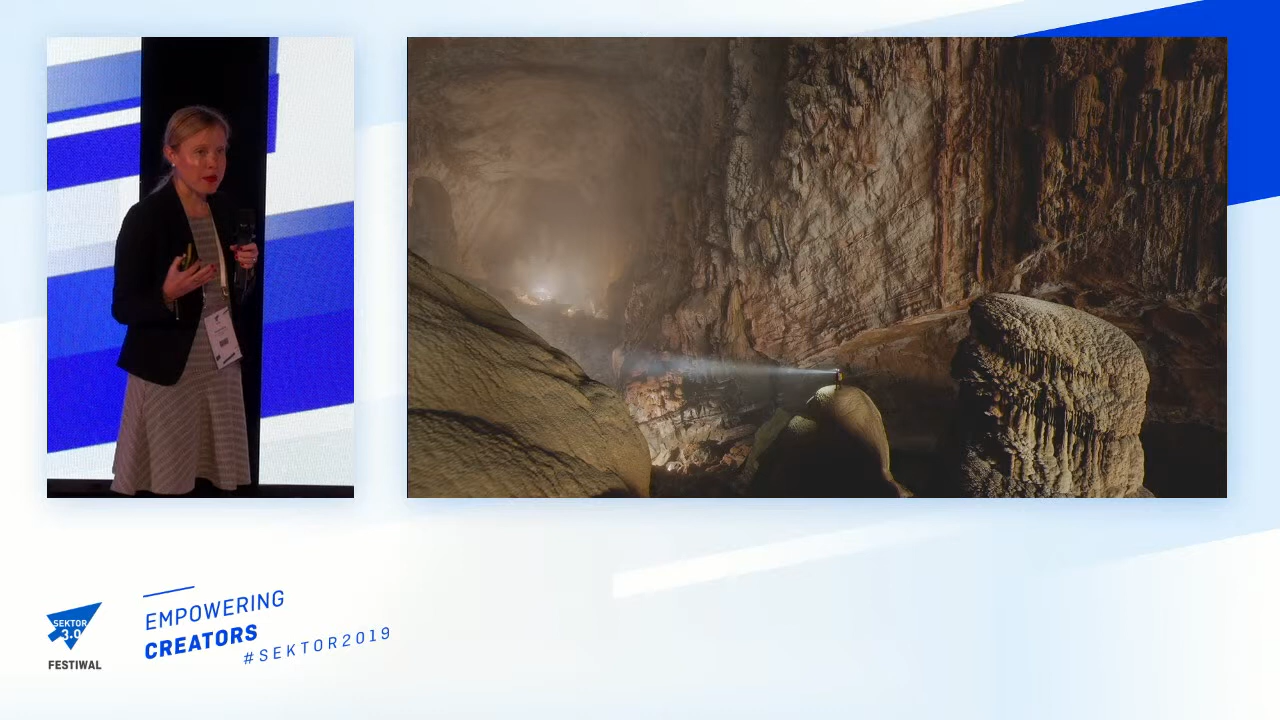 SEKTOR
3.0
FESTIWAL
EMPOWERING
CREATORS
#SEKTOR2019